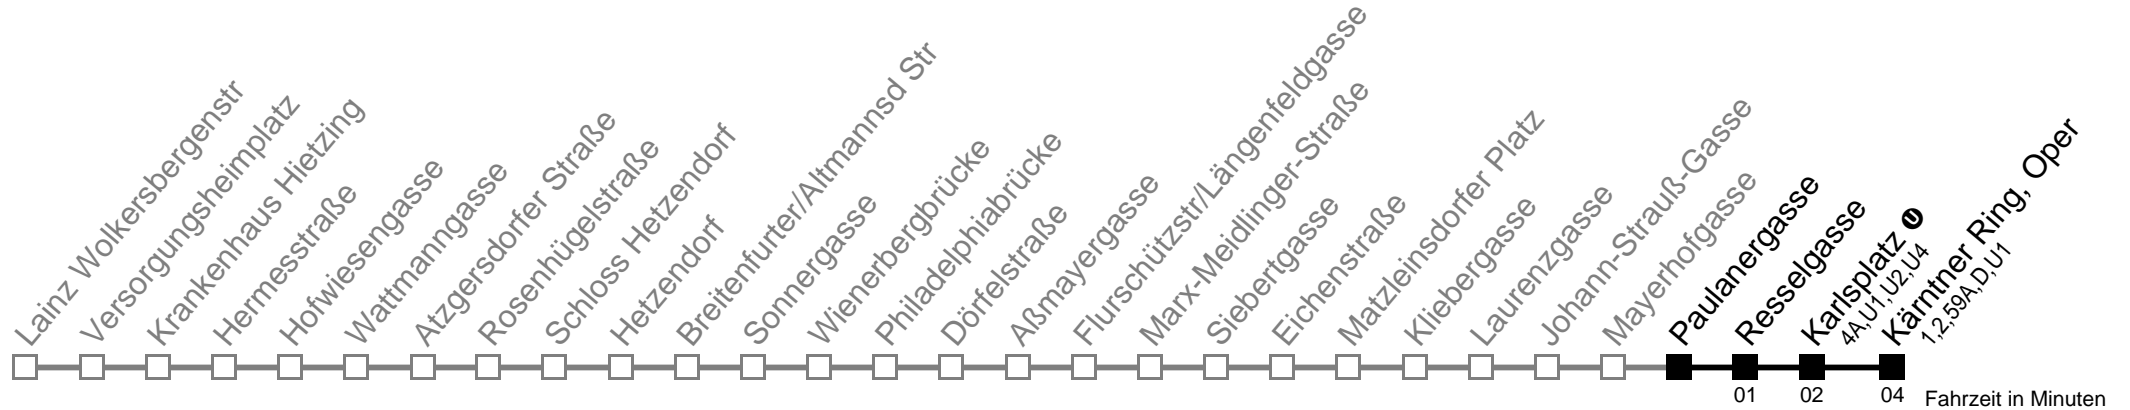 Lainz Wolkersbergenstr
Versorgungsheimplatz
Krankenhaus Hietzing
Hermesstraße
Hofwiesengasse
Wattmanngasse
Atzgersdorfer Straße
Rosenhügelstraße
Schloss Hetzendorf
Hetzendorf
Breitenfurter/Altmannsd Str
Sonnergasse
Wienerbergbrücke
Philadelphiabrücke
Dörfelstraße
Aßmayergasse
Flurschützstr/Längenfeldgasse
Marx-Meidlinger-Straße
Siebertgasse
Eichenstraße
Matzleinsdorfer Platz
Kliebergasse
Laurenzgasse
Johann-Strauß-Gasse
Mayerhofgasse
Paulanergasse
Resselgasse
Karlsplatz U
4A,U1,U2,U4
Kärntner Ring, Oper
1,2,59A,D,U1
01 02 04 Fahrzeit in Minuten